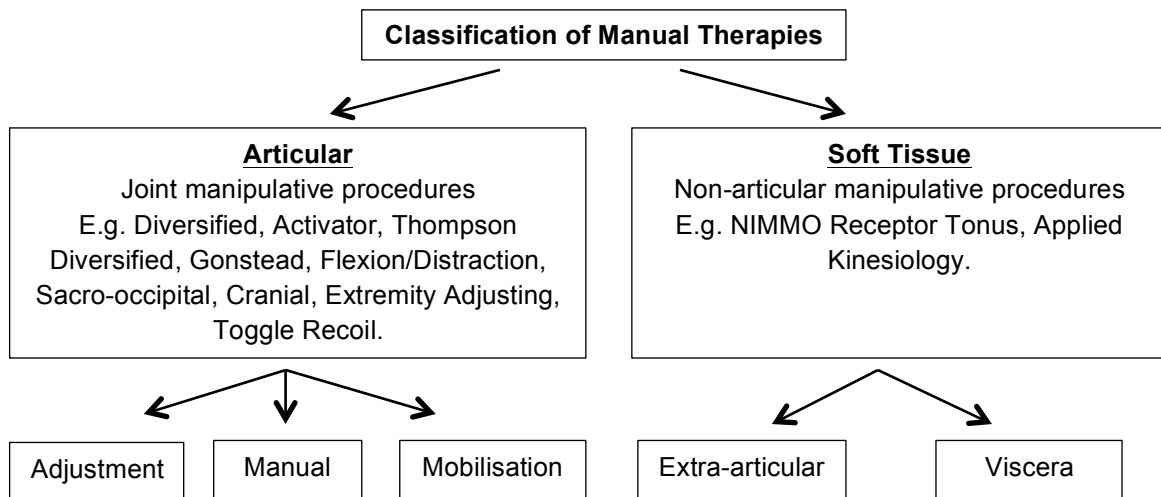 Classification of Manual Therapies
Articular
Joint manipulative procedures
E.g. Diversified, Activator, Thompson
Diversified, Gonstead, Flexion/Distraction,
Sacro-occipital, Cranial, Extremity Adjusting,
Toggle Recoil.
Soft Tissue
Non-articular manipulative procedures
E.g. NIMMO Receptor Tonus, Applied
Kinesiology.
Adjustment
Manual
Mobilisation
Extra-articular
Viscera